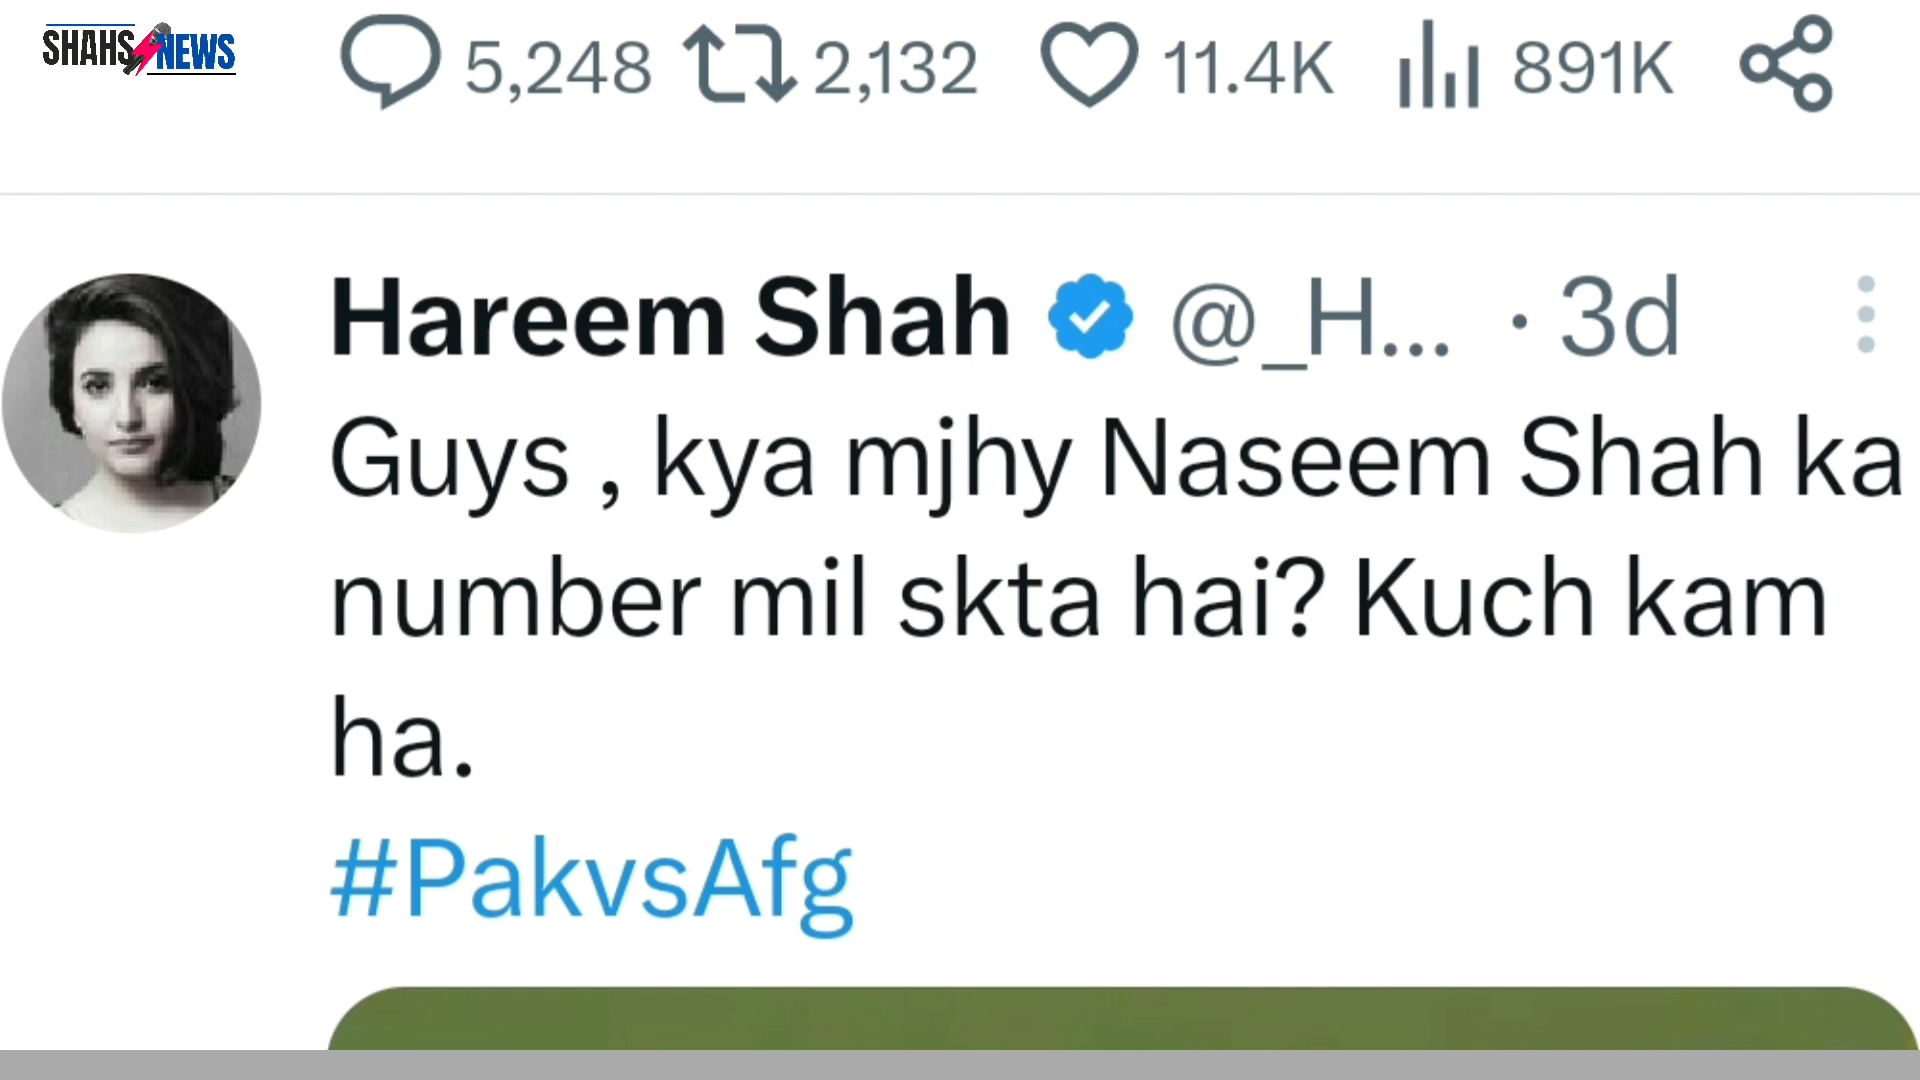 SHAHS NEWS
5,248 2,132 11.4K 891K
Hareem Shah @_H... · 3d
Guys , kya mjhy Naseem Shah ka
number mil skta hai? Kuch kam
ha.
#PakvsAfg